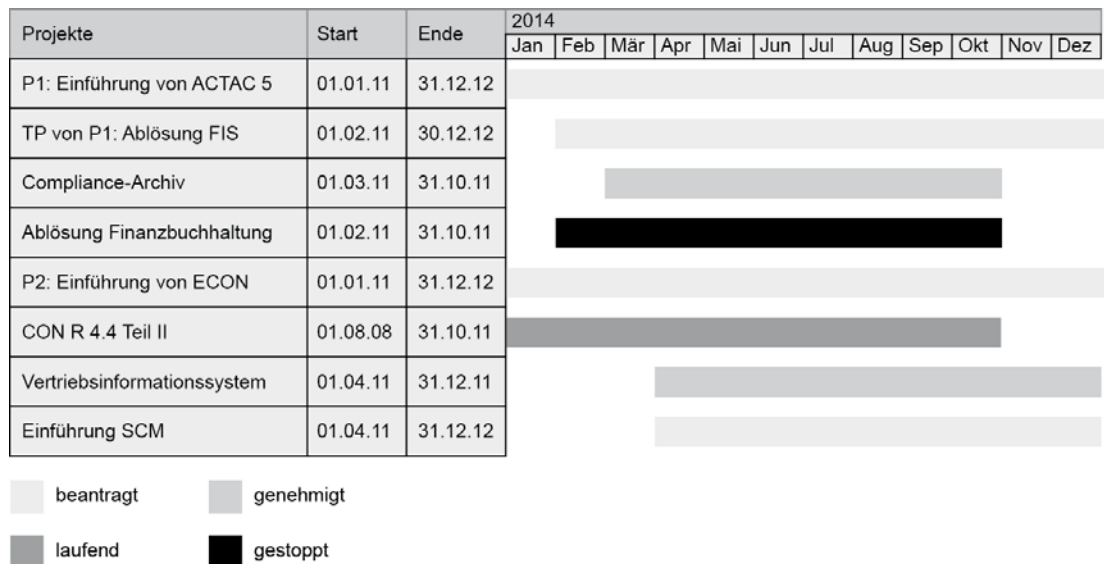 Projekte Start Ende 2014
Jan Feb Mär Apr Mai Jun Jul Aug Sep Okt Nov Dez
P1: Einführung von ACTAC 5 01.01.11 31.12.12
TP von P1: Ablösung FIS 01.02.11 30.12.12
Compliance-Archiv 01.03.11 31.10.11
Ablösung Finanzbuchhaltung 01.02.11 31.10.11
P2: Einführung von ECON 01.01.11 31.12.12
CON R 4.4 Teil II 01.08.08 31.10.11
Vertriebsinformationssystem 01.04.11 31.12.11
Einführung SCM 01.04.11 31.12.12
beantragt genehmigt
laufend gestoppt